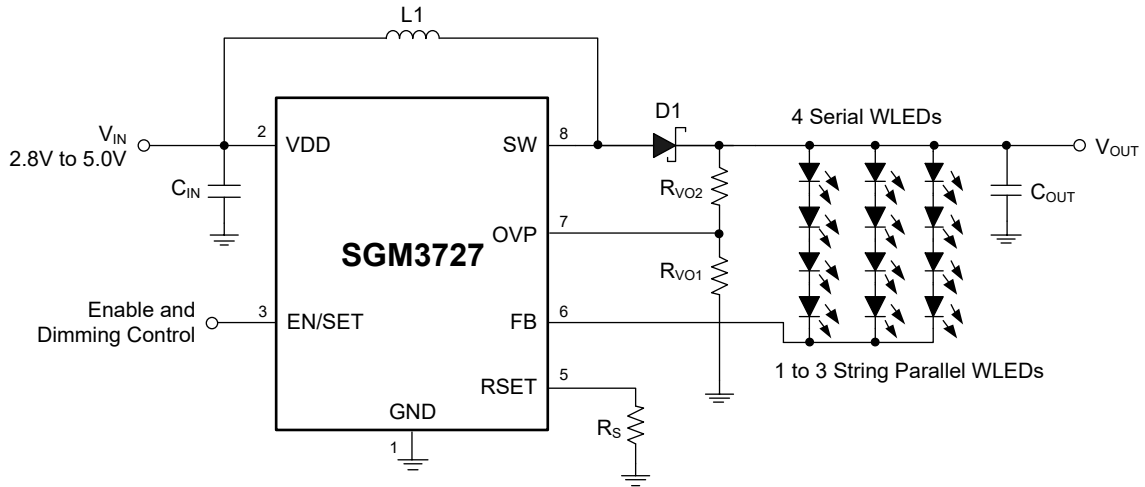 L1
D1
4 Serial WLEDs
VIN
2.8V to 5.0V
2
VDD
SW
8
VOUT
CIN
RVO2
COUT
OVP
7
SGM3727
RVO1
Enable and
Dimming Control
3
EN/SET
FB
6
1 to 3 String Parallel WLEDs
RSET
5
GND
1
RS